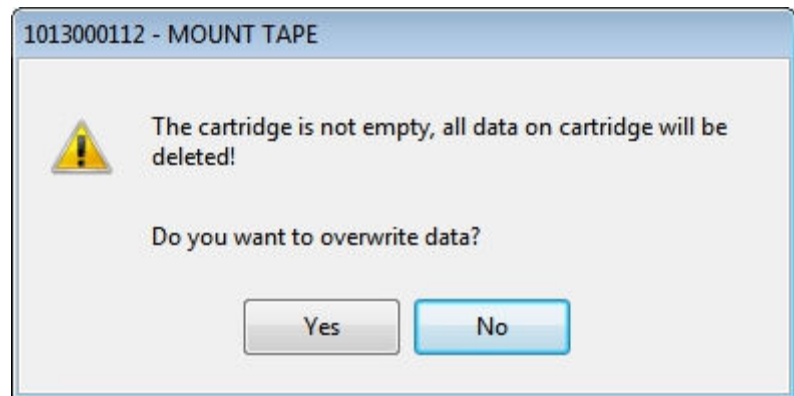 1013000112 - MOUNT TAPE
The cartridge is not empty, all data on cartridge will be
deleted!
Do you want to overwrite data?
Yes
No